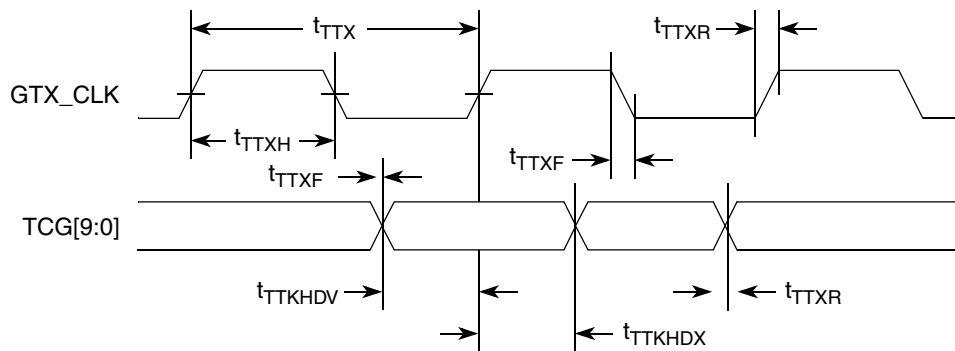 tTTX
tTTXR
GTX_CLK
tTTXH
tTTXF
tTTXF
TCG[9:0]
tTTKHDV
tTTXR
tTTKHDX